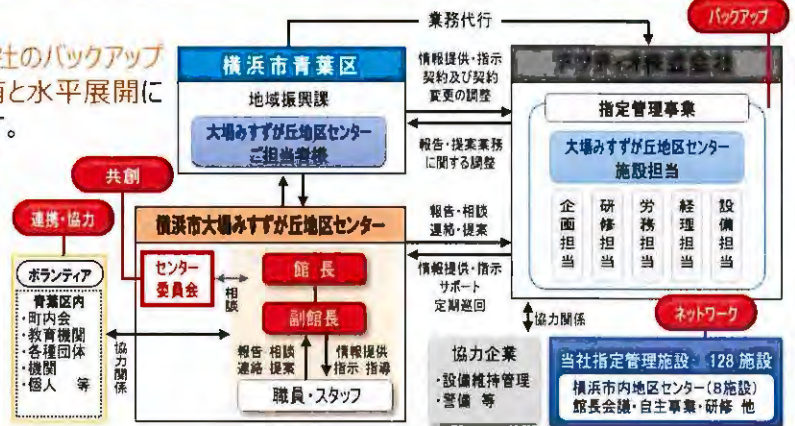 社のバックアップ
有と水平展開に
す。
業務代行
バックアップ
横浜市青葉区
地域振興課
大場みすずが丘地区センター
ご担当者様
情報提供・指示
契約及び契約
変更の調整
報告・提案業務
に関する調整
株式会社
指定管理事業
大場みすずが丘地区センター
施設担当
企画担当
研修担当
労務担当
経理担当
設備担当
共創
連携・協力
横浜市大場みすずが丘地区センター
センター
委員会
相談
館長
副館長
報告・相談
連絡・提案
情報提供
指示・指導
職員・スタッフ
ボランティア
青葉区内
・町内会
・教育機関
・各種団体
・機関
・個人 等
協力関係
報告・相談
連絡・提案
情報提供・指示
サポート
定期巡回
協力関係
協力企業
・設備維持管理
・警備 等
ネットワーク
当社指定管理施設: 128施設
横浜市内地区センター(8施設)
館長会議・自主事業・研修 他